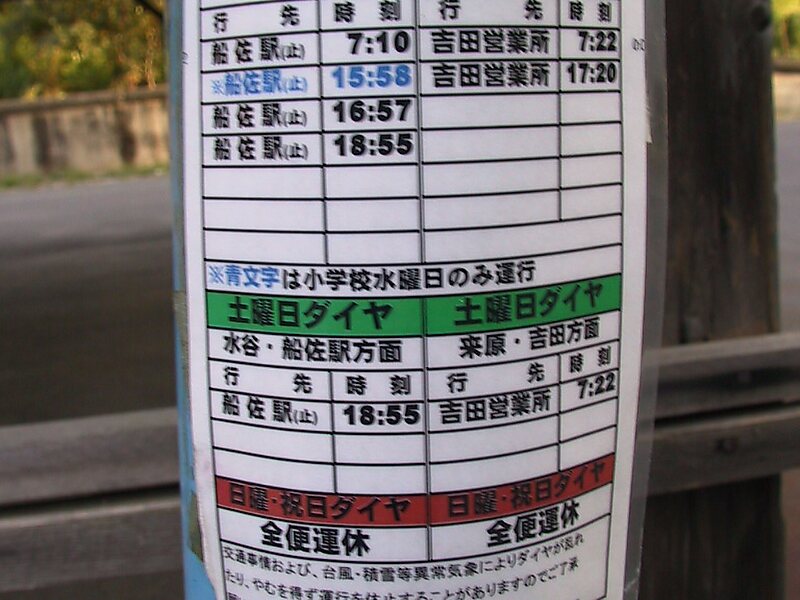 行 先 時 刻 行 先 時 刻
船佐駅(止) 7:10 吉田営業所 7:22
※船佐駅(止) 15:58 吉田営業所 17:20
船佐駅(止) 16:57
船佐駅(止) 18:55
※青文字は小学校水曜日のみ運行
土曜日ダイヤ 土曜日ダイヤ
水谷・船佐駅方面 来原・吉田方面
行 先 時 刻 行 先 時 刻
船佐駅(止) 18:55 吉田営業所 7:22
日曜・祝日ダイヤ 日曜・祝日ダイヤ
全便運休 全便運休
交通事情および、台風・積雪等異常気象によりダイヤが乱れ
たり、やむを得ず運行を休止することがありますのでご了承